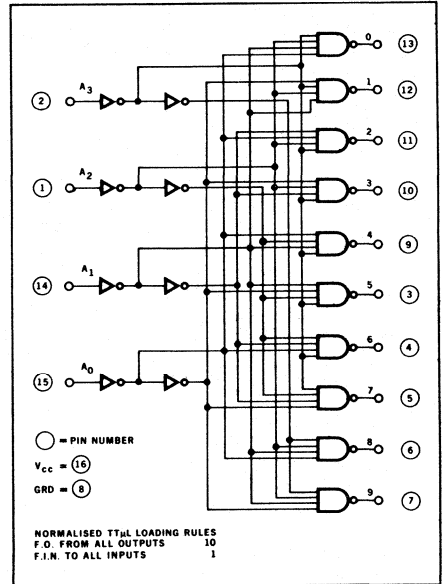 0 13
A3 1 12
2
2 11
A2
1 3 10
4 9
A1
14 5 3
6 4
A0
15 7 5
= PIN NUMBER
VCC = 16 8 6
GRD = 8
9 7
NORMALISED TTμL LOADING RULES
F.O. FROM ALL OUTPUTS 10
F.I.N. TO ALL INPUTS 1